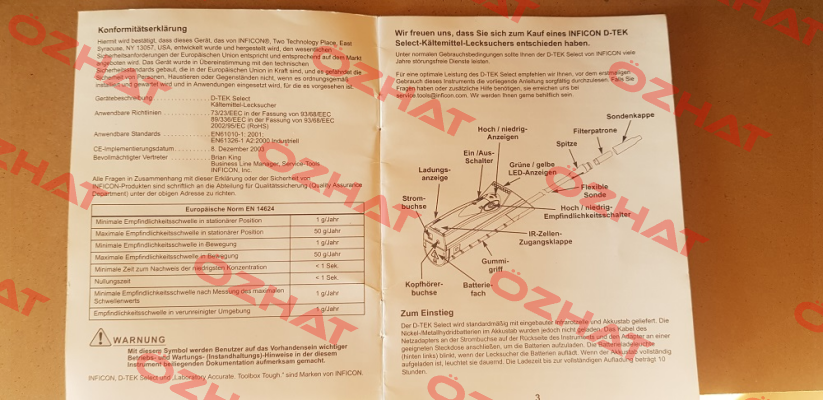 Konformitätserklärung
Hiermit wird bestätigt, dass dieses Gerät, das von INFICON®, Two Technology Place, East
Syracuse, NY 13057, USA, entwickelt wurde und hergestellt wird, den wesentlichen
Sicherheitsanforderungen der Europäischen Union entspricht und entsprechend auf dem Markt
angeboten wird. Das Gerät wurde in Übereinstimmung mit den technischen
Sicherheitsstandards gebaut, die in der Europäischen Union in Kraft sind, und es gefährdet die
Sicherheit von Personen, Haustieren oder Gegenständen nicht, wenn es ordnungsgemäß
installiert und gewartet wird und in Anwendungen eingesetzt wird, für die es vorgesehen ist.
Gerätebeschreibung D-TEK Select
Kältemittel-Lecksucher
Anwendbare Richtlinien 73/23/EEC in der Fassung von 93/68/EEC
89/336/EEC in der Fassung von 93/68/EEC
2002/95/EC (RoHS)
Anwendbare Standards EN61010-1: 2001,
EN61326-1 A2:2000 Industriell
CE-Implementierungsdatum 8. Dezember 2003
Bevollmächtigter Vertreter Brian King
Business Line Manager, Service Tools
INFICON, Inc.
Alle Fragen in Zusammenhang mit dieser Erklärung oder der Sicherheit von
INFICON-Produkten sind schriftlich an die Abteilung für Qualitätssicherung (Quality Assurance
Department) unter der obigen Adresse zu richten.
Europäische Norm EN 14624
Minimale Empfindlichkeitsschwelle in stationärer Position 1 g/Jahr
Maximale Empfindlichkeitsschwelle in stationärer Position 50 g/Jahr
Minimale Empfindlichkeitsschwelle in Bewegung 1 g/Jahr
Maximale Empfindlichkeitsschwelle in Bewegung 50 g/Jahr
Minimale Zeit zum Nachweis der niedrigsten Konzentration < 1 Sek.
Nullungszeit < 1 Sek.
Minimale Empfindlichkeitsschwelle nach Messung des maximalen
Schwellenwerts 1 g/Jahr
Empfindlichkeitsschwelle in verunreinigter Umgebung 1 g/Jahr
WARNUNG
Mit diesem Symbol werden Benutzer auf das Vorhandensein wichtiger
Betriebs- und Wartungs- (Instandhaltungs)-Hinweise in der diesem
Instrument beiliegenden Dokumentation aufmerksam gemacht.
INFICON, D-TEK Select und „Laboratory Accurate. Toolbox Tough." sind Marken von INFICON.
Wir freuen uns, dass Sie sich zum Kauf eines INFICON D-TEK
Select-Kältemittel-Lecksuchers entschieden haben.
Unter normalen Gebrauchsbedingungen sollte Ihnen der D-TEK Select von INFICON viele
Jahre störungsfreie Dienste leisten.
Für eine optimale Leistung des D-TEK Select empfehlen wir Ihnen, vor dem erstmaligen
Gebrauch dieses Instruments die vorliegende Anleitung sorgfältig durchzulesen. Falls Sie
Fragen haben oder zusätzliche Hilfe benötigen, sie erreichen uns bei
service.tools@inficon.com. Wir werden Ihnen gerne behilflich sein.
Sondenkappe
Hoch / niedrig-
Anzeigen
Filterpatrone
Spitze
Ein /Aus-
Schalter
Grüne / gelbe
LED-Anzeigen
Ladungs-
anzeige
Flexible
Sonde
Strom-
buchse
Hoch / niedrig-
Empfindlichkeitsschalter
IR-Zellen-
Zugangsklappe
Gummi-
griff
Kopfhörer-
buchse
Batterie-
fach
Zum Einstieg
Der D-TEK Select wird standardmäßig mit eingebauter Infrarotzelle und Akkustab geliefert. Die
Nickel-/Metallhydridbatterien im Akkustab wurden jedoch nicht geladen. Das Kabel des
Netzadapters an der Strombuchse auf der Rückseite des Instruments und den Adapter an einer
geeigneten Steckdose anschließen, um die Batterien aufzuladen. Die Batterieladeleuchte
(hinten links) blinkt, wenn der Lecksucher die Batterien auflädt. Wenn der Akkustab vollständig
aufgeladen ist, leuchtet sie dauernd. Die Ladezeit bis zur vollständigen Aufladung beträgt 10
Stunden.
3
ÖZHAT
ÖZHAT
ÖZHAT
ÖZHAT
ÖZHAT
ÖZHAT
ÖZHAT
ÖZHAT
ÖZHAT